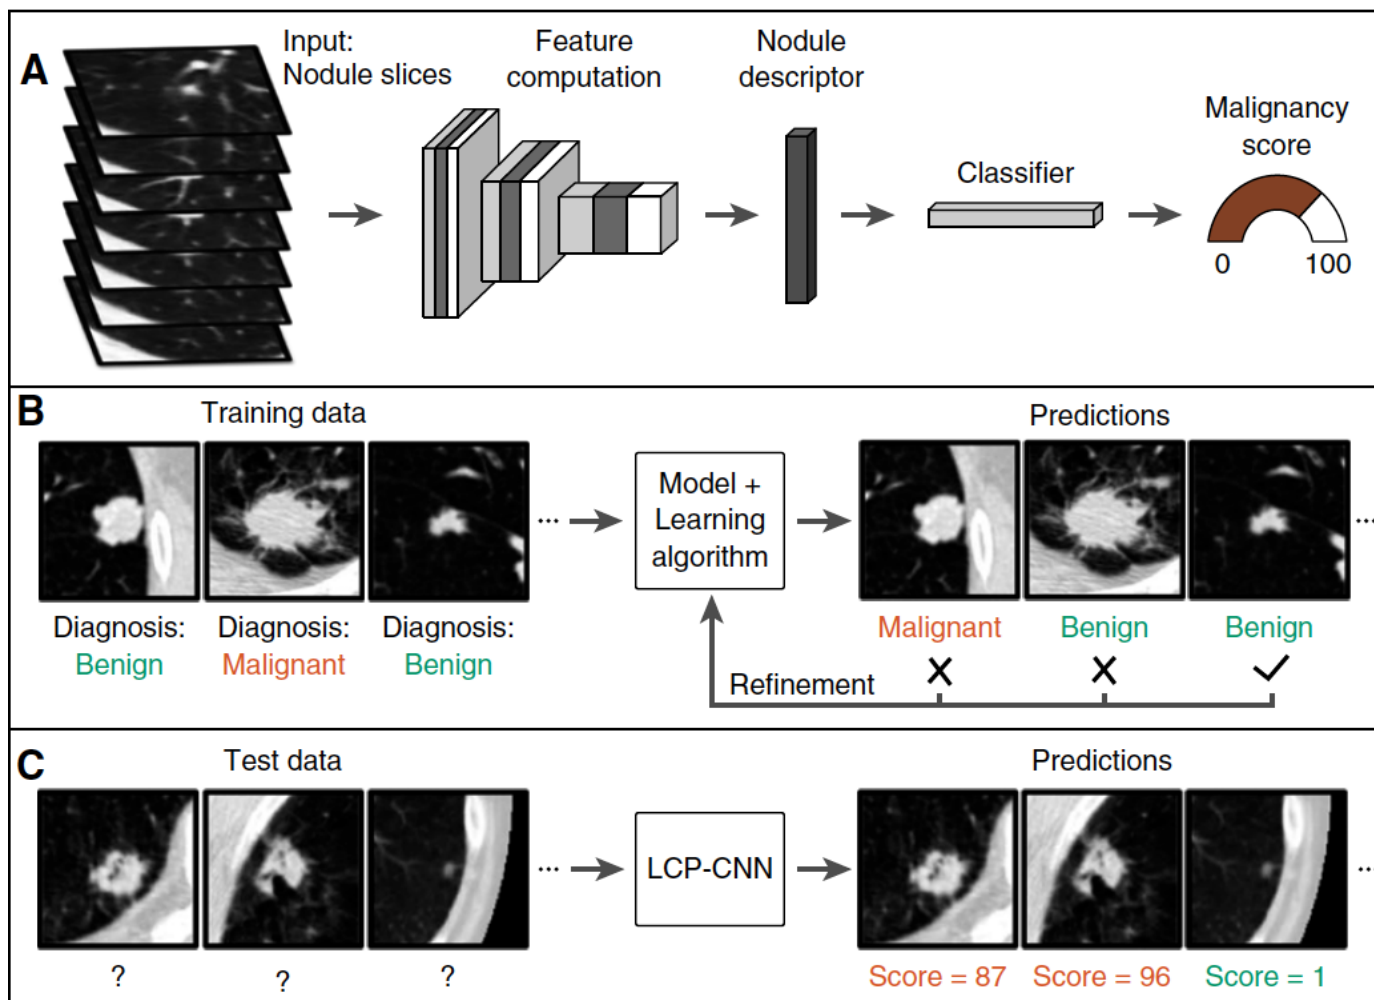 A
Input:
Nodule slices
Feature
computation
Nodule
descriptor
Classifier
Malignancy
score
0 100
B
Training data
Predictions
Diagnosis:
Benign
Diagnosis:
Malignant
Diagnosis:
Benign
...
Model +
Learning
algorithm
Malignant
Benign
Benign
...
Refinement
C
Test data
Predictions
? ? ?
...
LCP-CNN
Score = 87
Score = 96
Score = 1
...